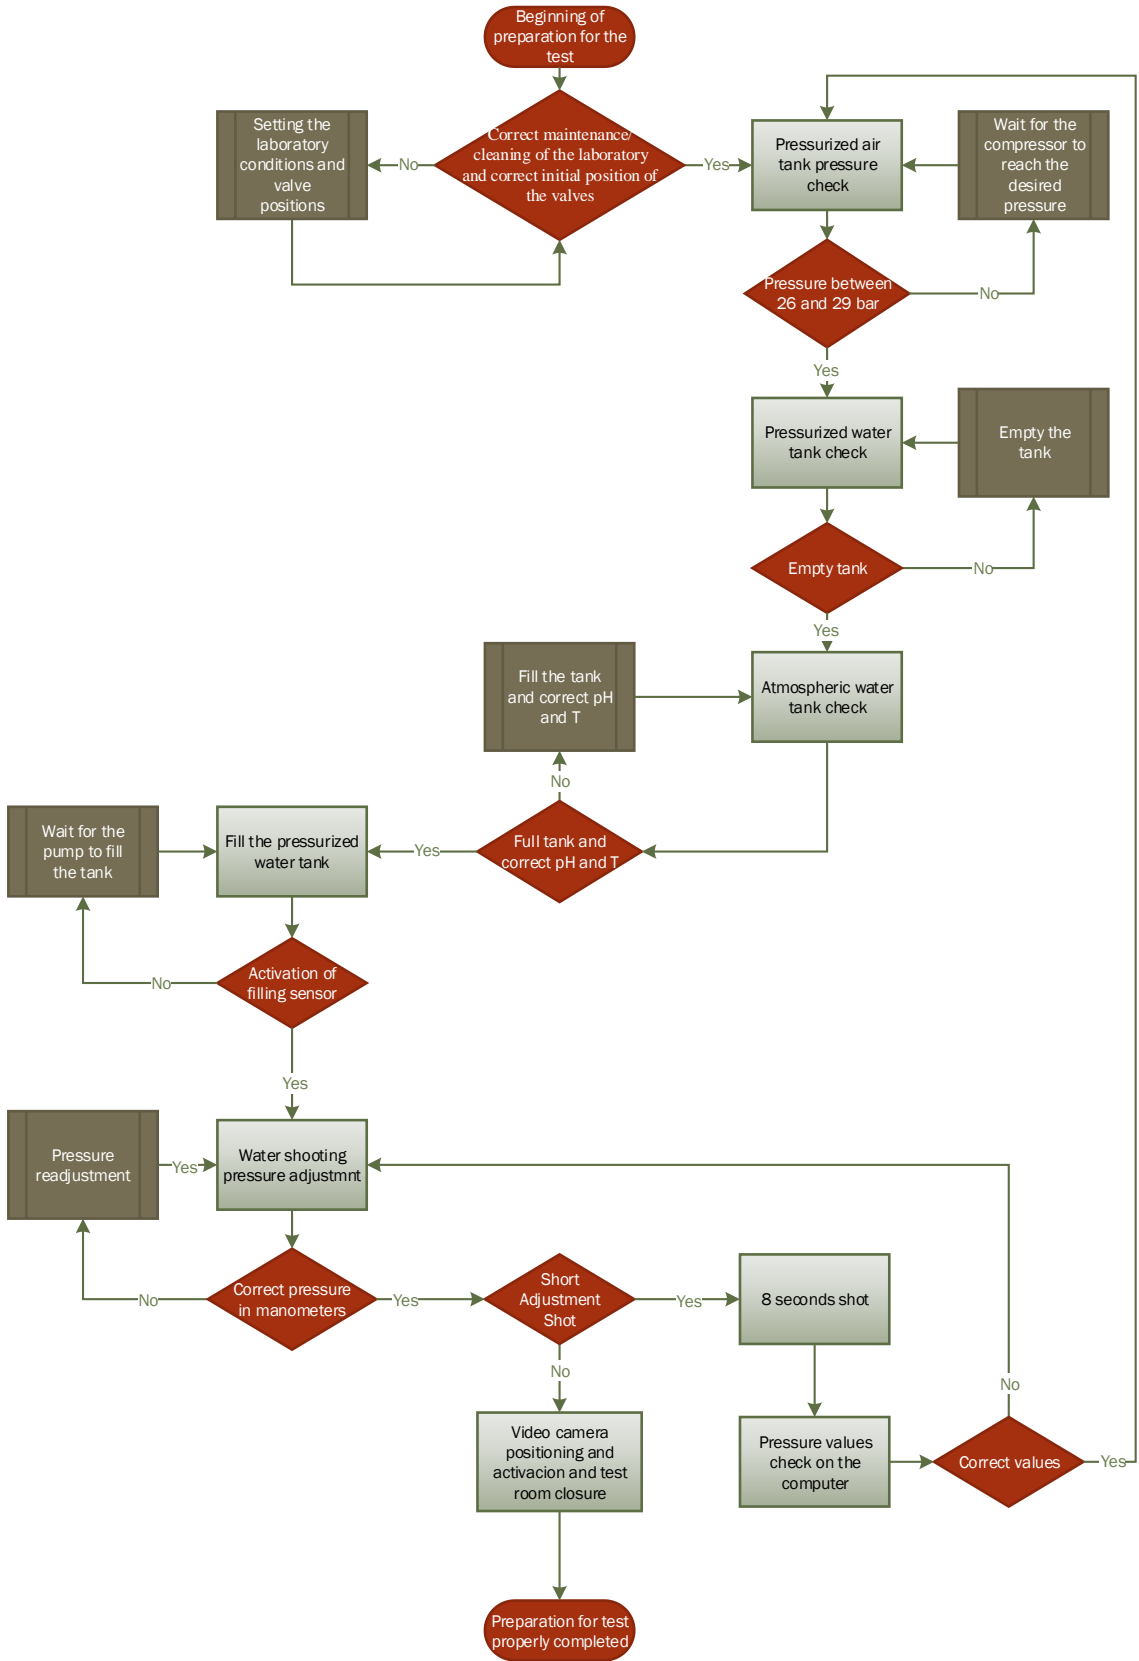 Beginning of
preparation for the
test
Correct maintenance/
cleaning of the laboratory
and correct initial position of
the valves
No
Yes
Setting the
laboratory
conditions and
valve
positions
Pressurized air
tank pressure
check
Wait for the
compressor to
reach the
desired
pressure
Pressure between
26 and 29 bar
No
Yes
Pressurized water
tank check
Empty the
tank
Empty tank
No
Yes
Atmospheric water
tank check
Fill the tank
and correct pH
and T
No
Full tank and
correct pH and T
Yes
Fill the pressurized
water tank
Wait for the
pump to fill
the tank
Activation of
filling sensor
No
Yes
Pressure
readjustment
Yes
Water shooting
pressure adjustmnt
Correct pressure
in manometers
No
Yes
Short
Adjustment
Shot
Yes
8 seconds shot
No
Video camera
positioning and
activacion and test
room closure
Pressure values
check on the
computer
Correct values
No
Yes
Preparation for test
properly completed